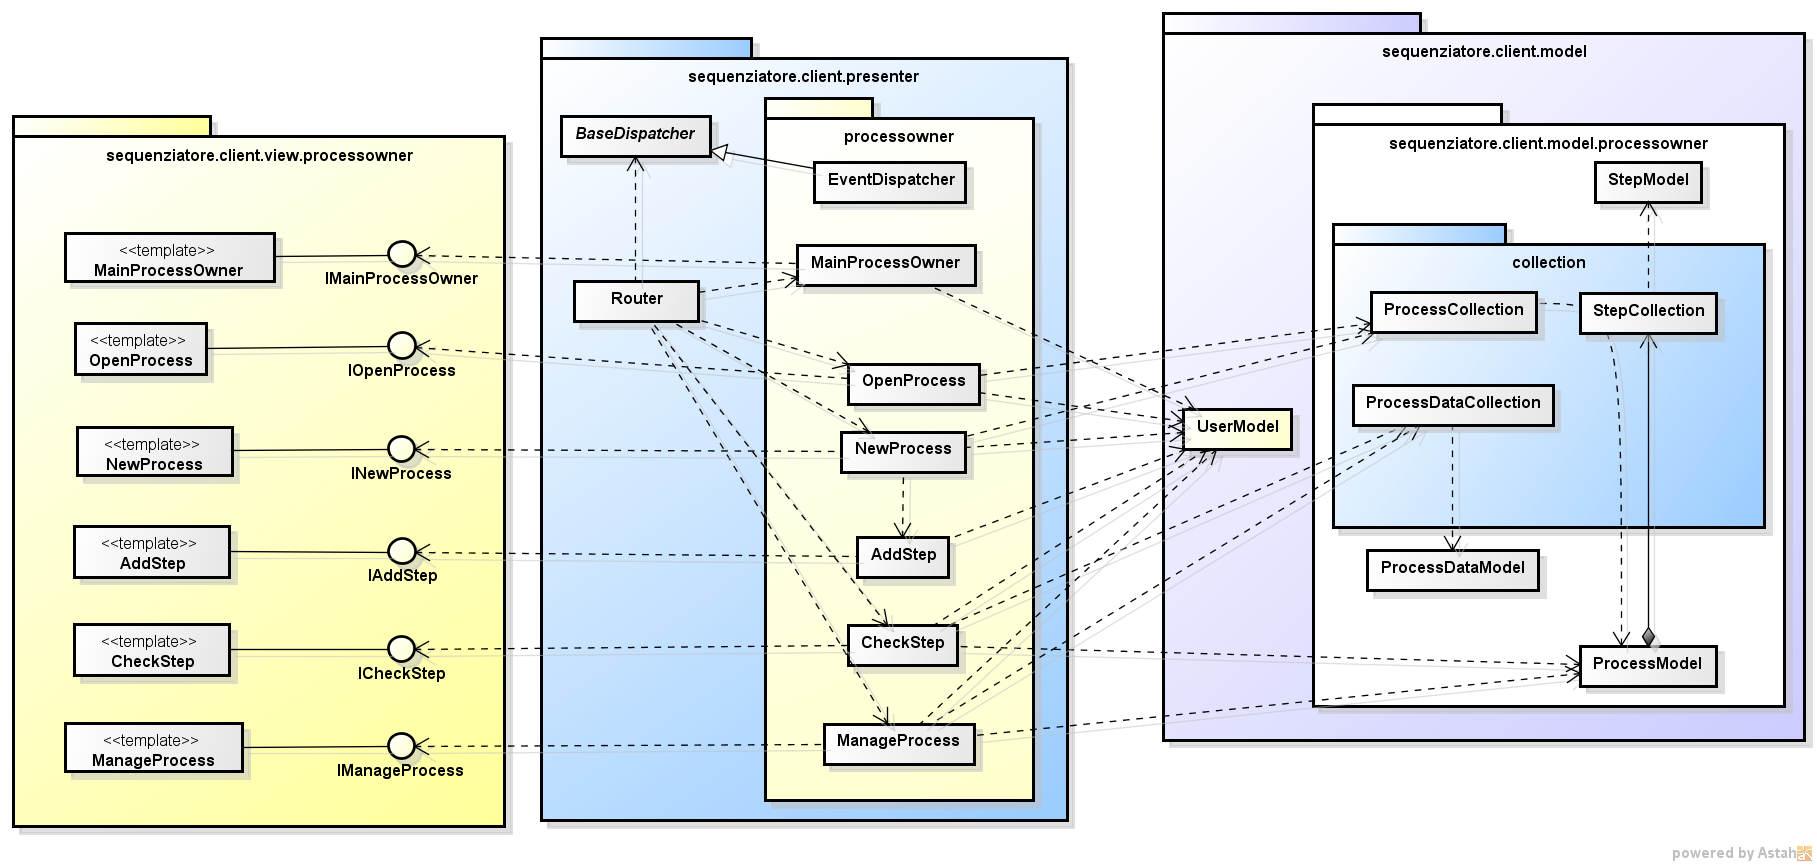 sequenziatore.client.view.processowner
<<template>>
MainProcessOwner
IMainProcessOwner
<<template>>
OpenProcess
IOpenProcess
<<template>>
NewProcess
INewProcess
<<template>>
AddStep
IAddStep
<<template>>
CheckStep
ICheckStep
<<template>>
ManageProcess
IManageProcess
sequenziatore.client.presenter
BaseDispatcher
Router
processowner
EventDispatcher
MainProcessOwner
OpenProcess
NewProcess
AddStep
CheckStep
ManageProcess
sequenziatore.client.model
UserModel
sequenziatore.client.model.processowner
StepModel
collection
ProcessCollection
StepCollection
ProcessDataCollection
ProcessDataModel
ProcessModel
powered by Astah